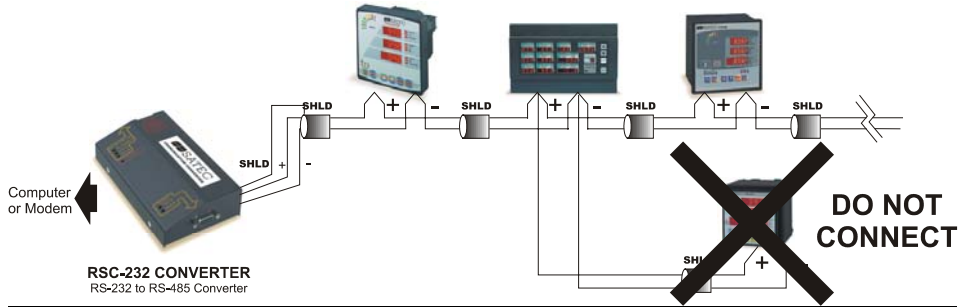 SHLD
+
-
SHLD
+
-
SHLD
+
-
SHLD
SHLD
+
-
SATEC
Computer
or Modem
RSC-232 CONVERTER
RS-232 to RS-485 Converter
SHL
+
DO NOT
CONNECT